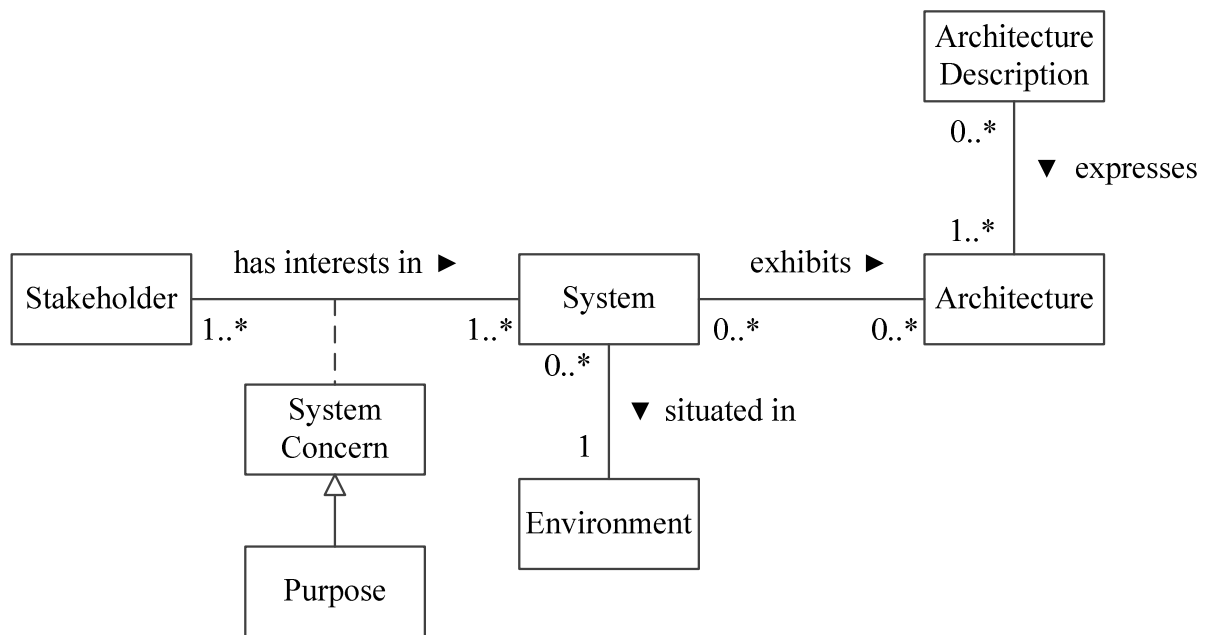 Architecture
Description
0..*
▼ expresses
1..*
has interests in ►
exhibits ►
Stakeholder
System
Architecture
1..*
1..*
0..*
0..*
0..*
System
Concern
▼ situated in
1
Environment
Purpose